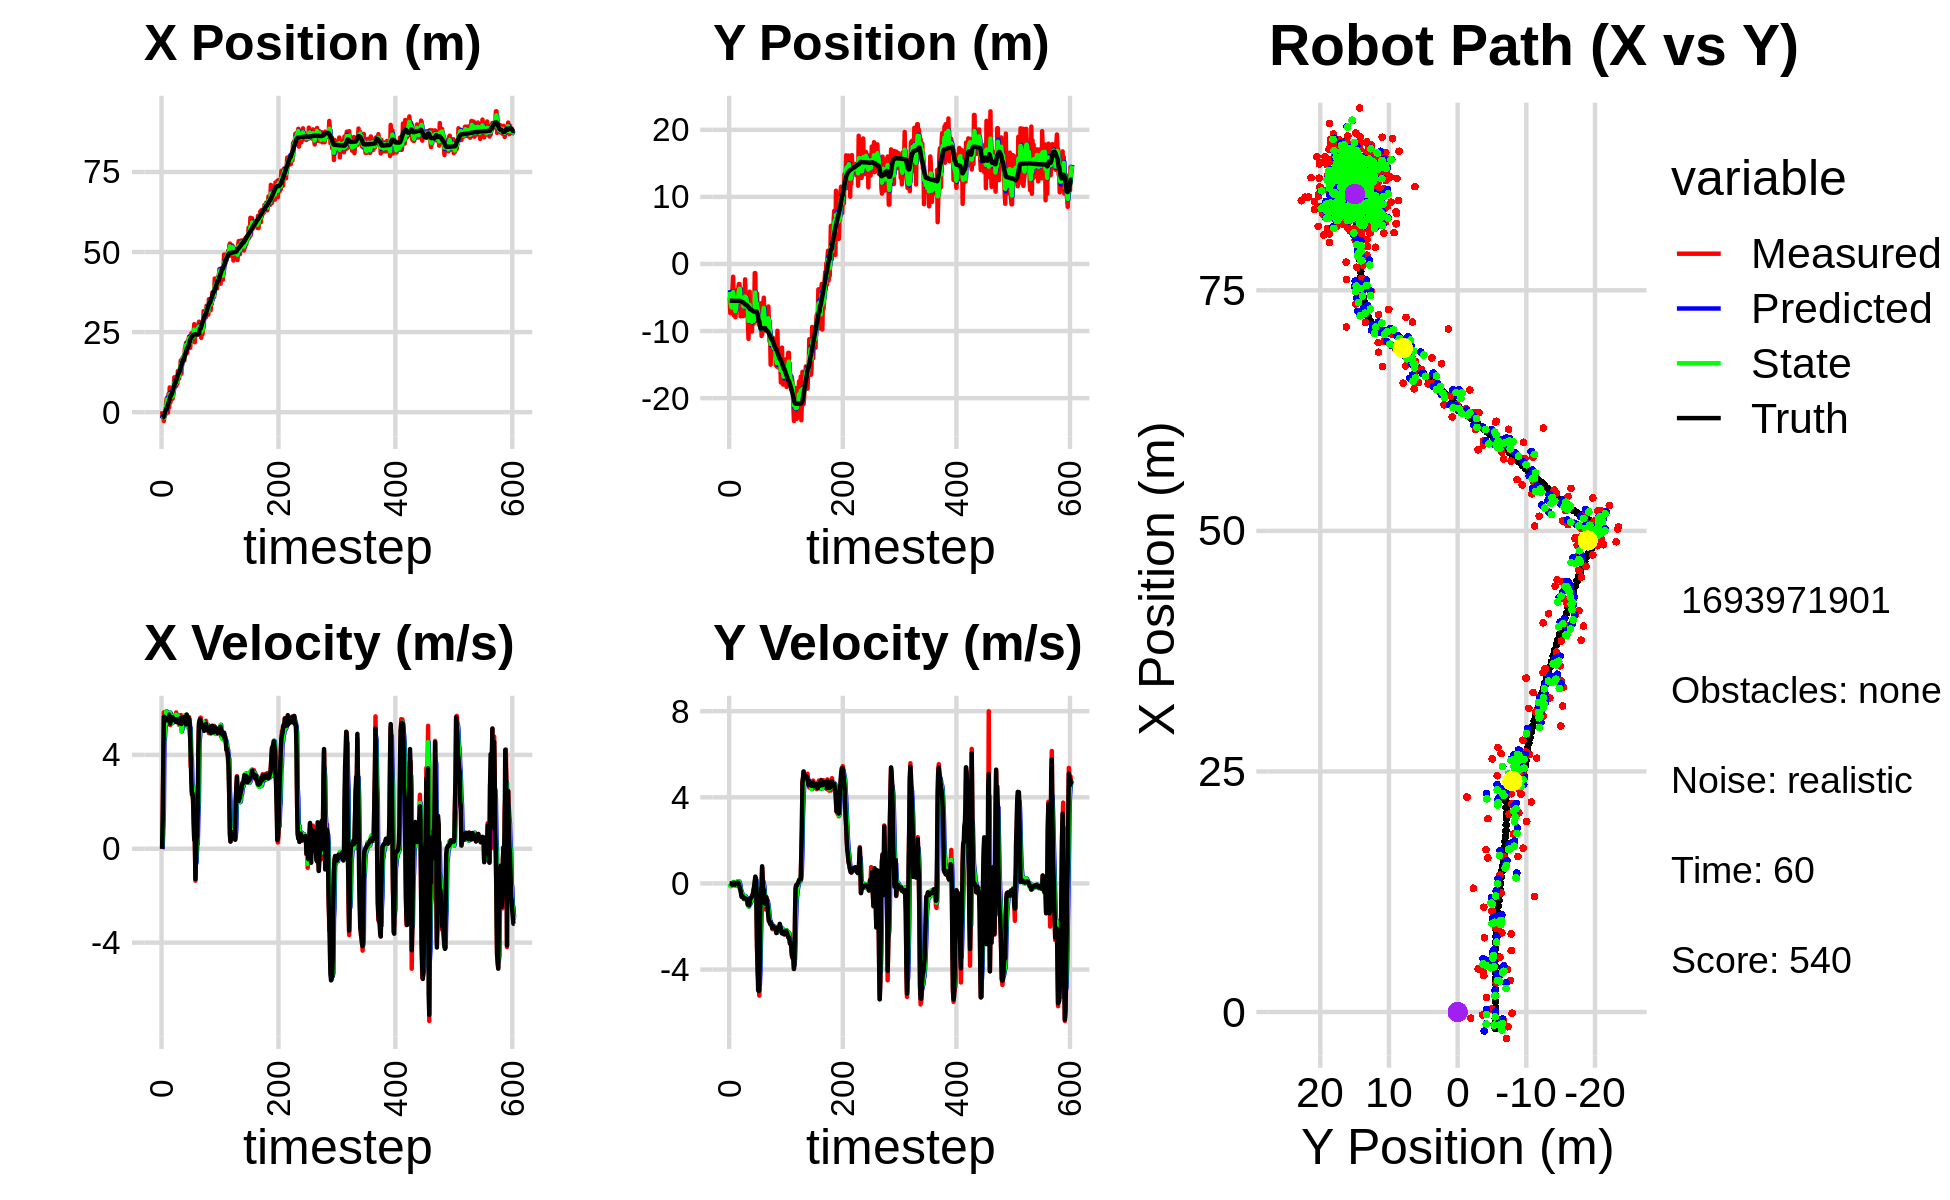 X Position (m)
75
50
25
0
0
200
400
600
timestep
Y Position (m)
20
10
0
-10
-20
0
200
400
600
timestep
X Velocity (m/s)
4
0
-4
0
200
400
600
timestep
Y Velocity (m/s)
8
4
0
-4
0
200
400
600
timestep
Robot Path (X vs Y)
X Position (m)
75
50
25
0
20 10 0 -10 -20
Y Position (m)
variable
Measured
Predicted
State
Truth
1693971901
Obstacles: none
Noise: realistic
Time: 60
Score: 540